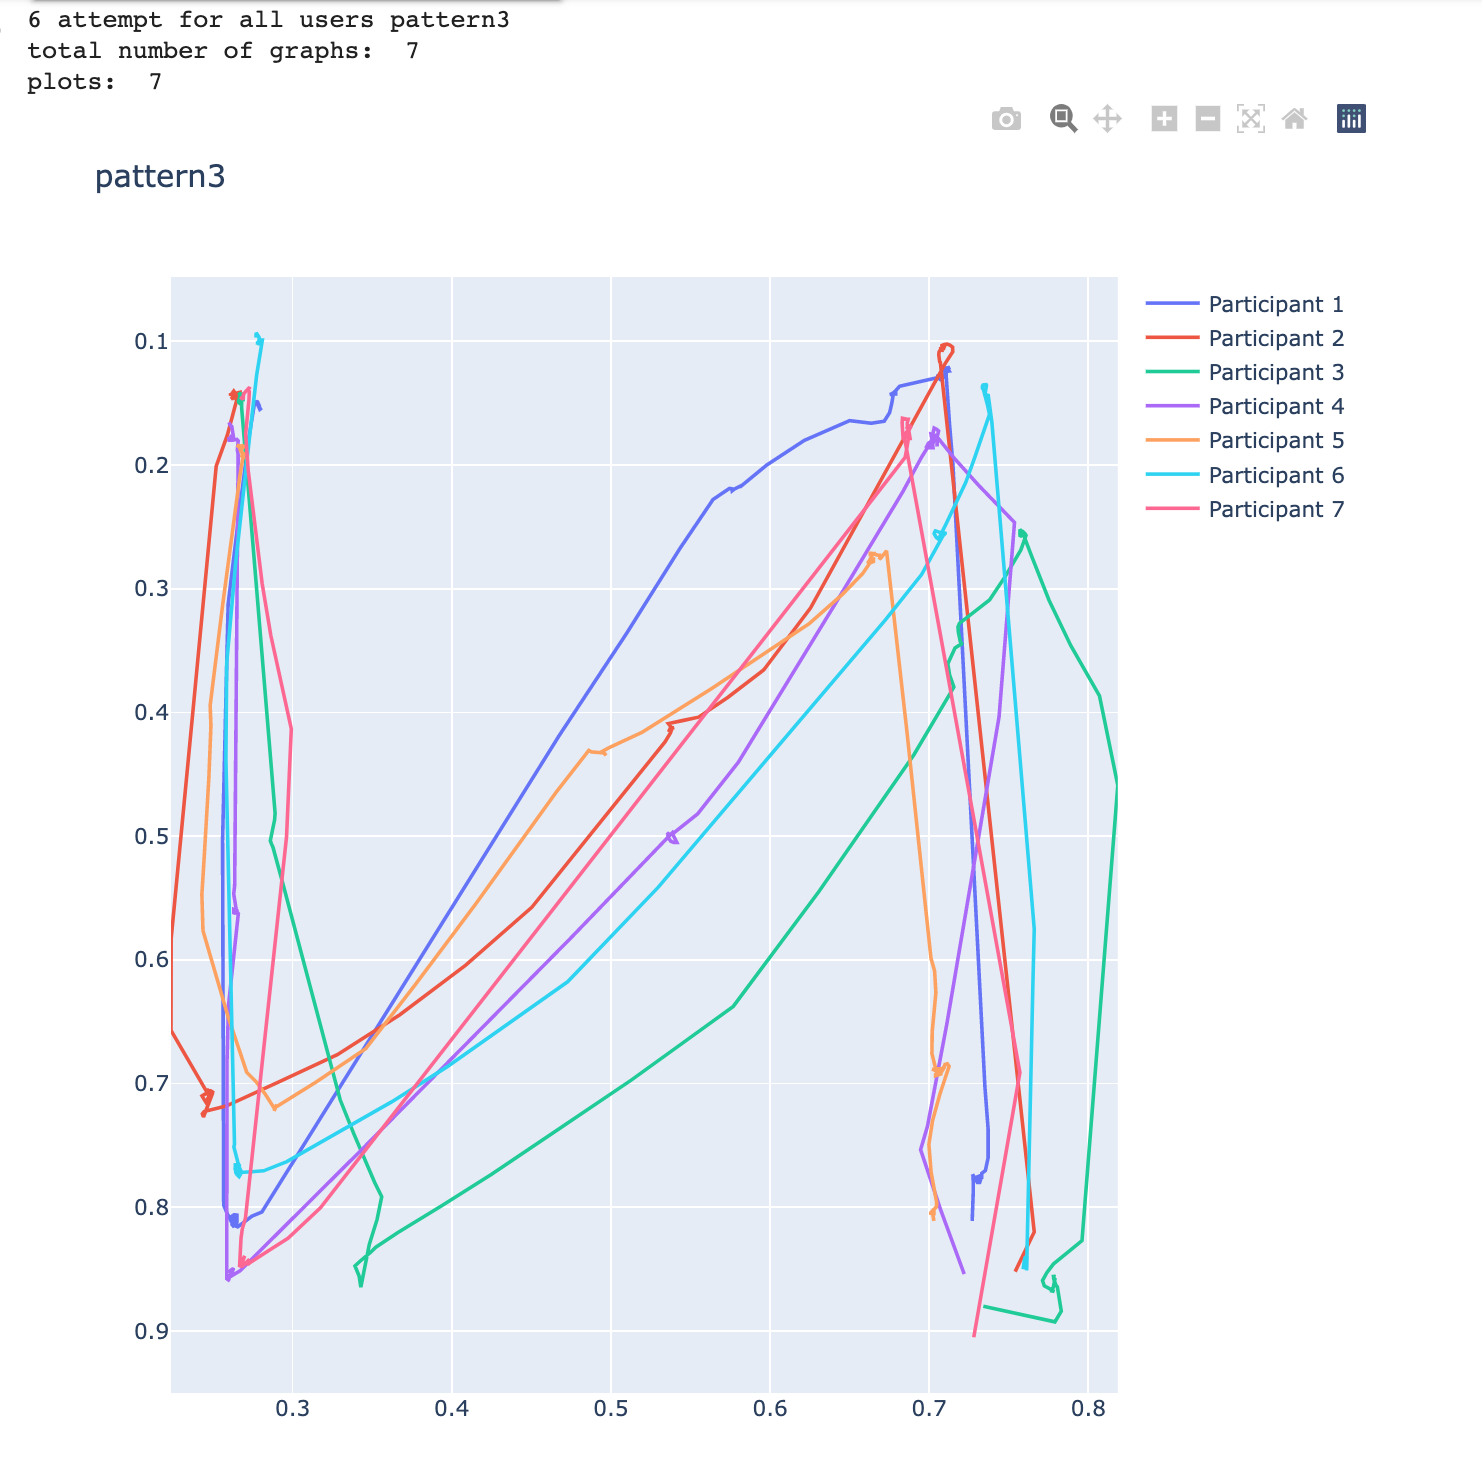 6 attempt for all users pattern3
total number of graphs:  7
plots:  7
pattern3
0.1
0.2
0.3
0.4
0.5
0.6
0.7
0.8
0.9
0.3
0.4
0.5
0.6
0.7
0.8
Participant 1
Participant 2
Participant 3
Participant 4
Participant 5
Participant 6
Participant 7